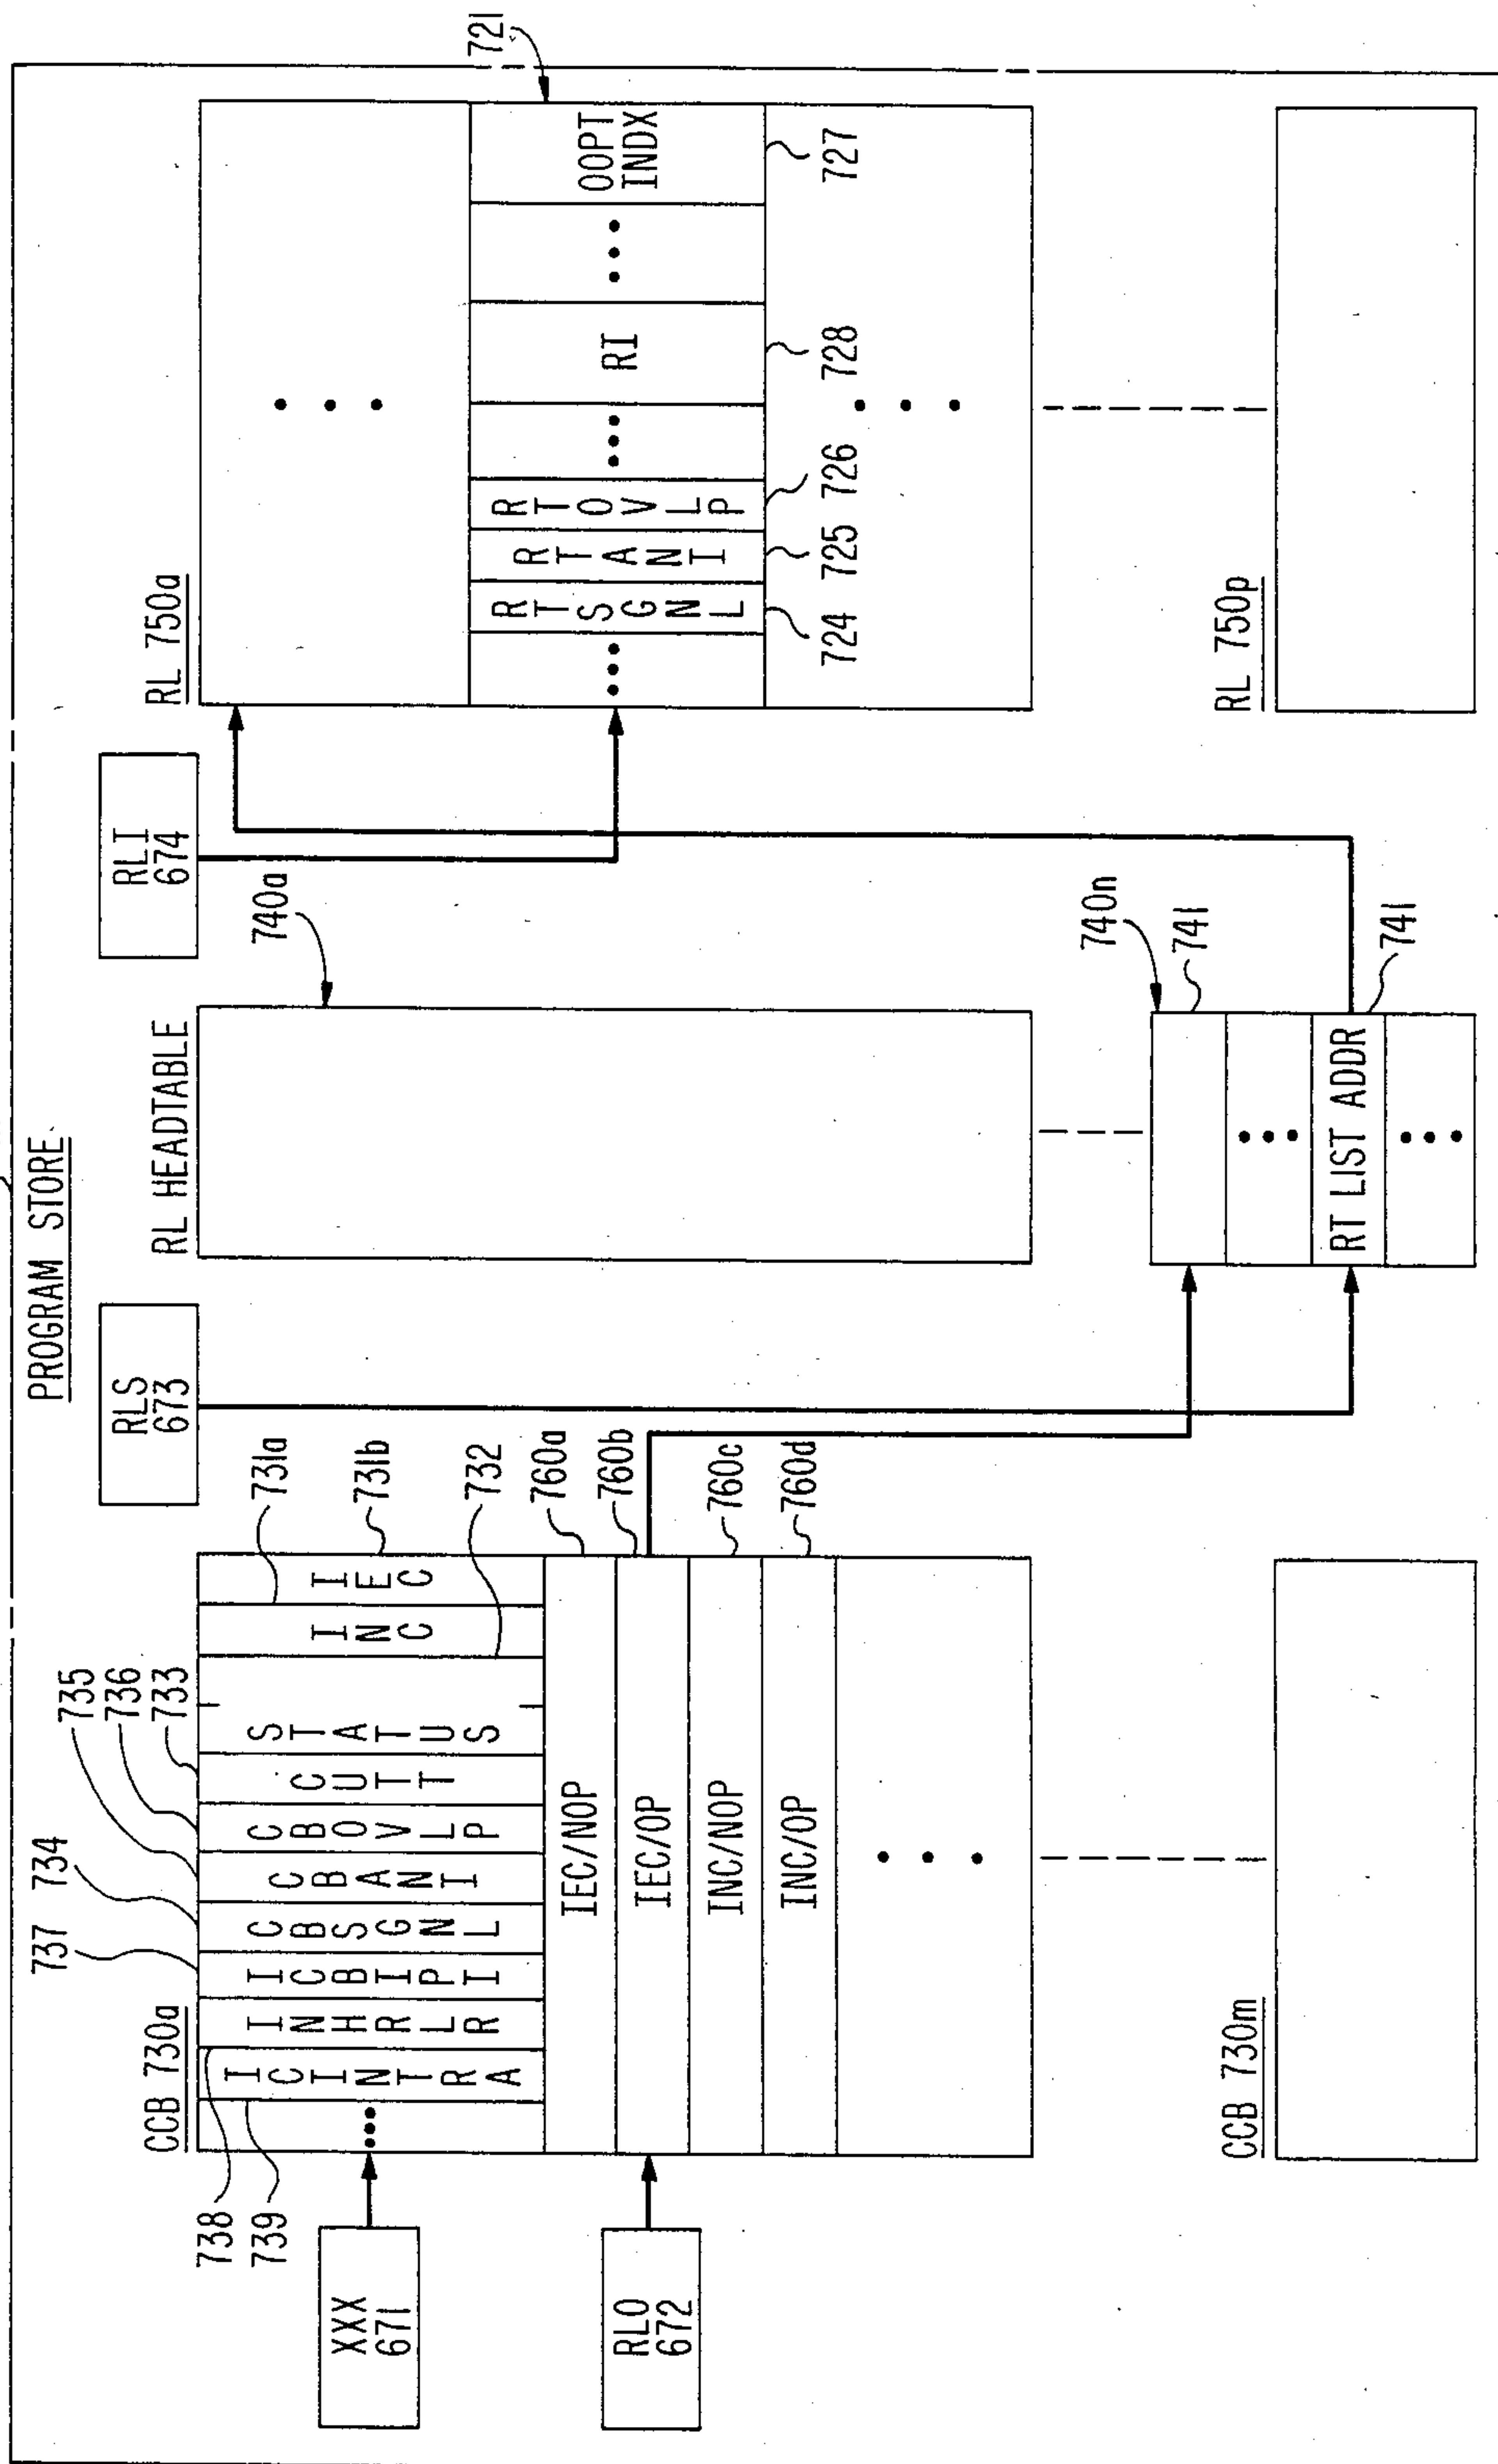 PROGRAM STORE
RLS
673
RLI
674
CCB 730a
738
739
737
734
735
736
733
731a
731b
732
760a
760b
760c
760d
XXX
671
•••
ICINTRA
INHRLR
ICBIPI
CBSGNL
CBANI
CBOVLP
CUTT
STATUS
INC
IEC
RLO
672
IEC/NOP
IEC/OP
INC/NOP
INC/OP
•••
CCB 730m
RL HEADTABLE
740a
740n
741
•••
RT LIST ADDR
741
•••
RL 750a
•••
721
•••
RTSGNL
RTANI
RTOVLP
•••
RI
•••
OOPT
INDX
724
725
726
728
727
•••
RL 750p